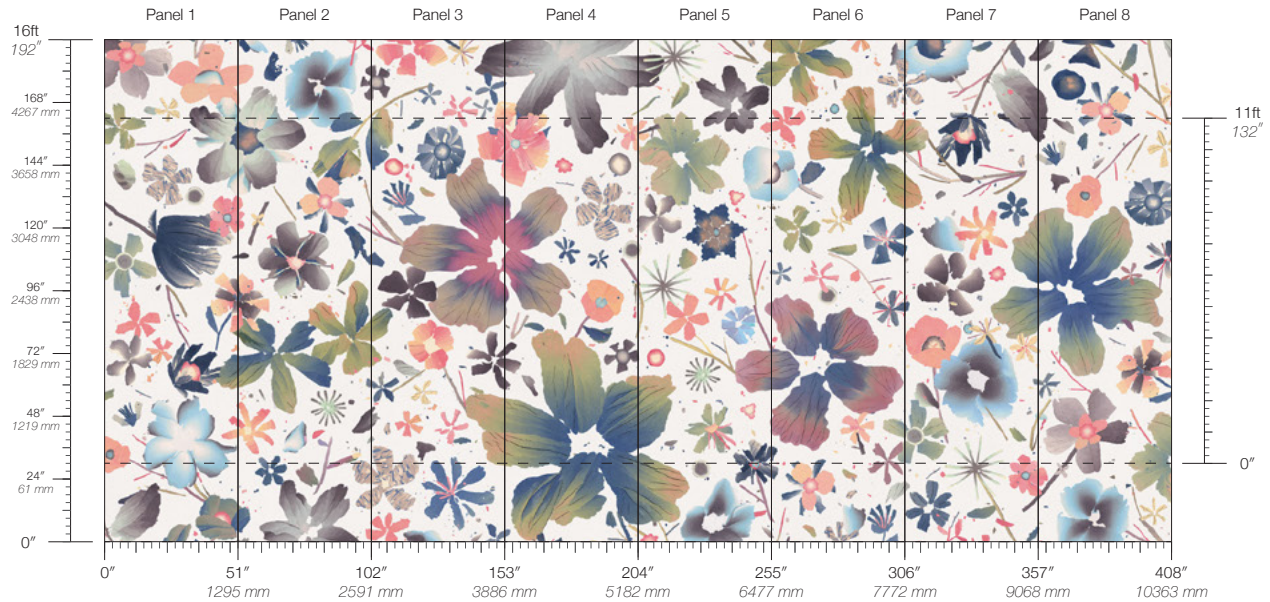 Panel 1 Panel 2 Panel 3 Panel 4 Panel 5 Panel 6 Panel 7 Panel 8
16ft
192"
168"
4267 mm
144"
3658 mm
120"
3048 mm
96"
2438 mm
72"
1829 mm
48"
1219 mm
24"
61 mm
0"
11ft
132"
0"
0" 51" 102" 153" 204" 255" 306" 357" 408"
1295 mm 2591 mm 3886 mm 5182 mm 6477 mm 7772 mm 9068 mm 10363 mm